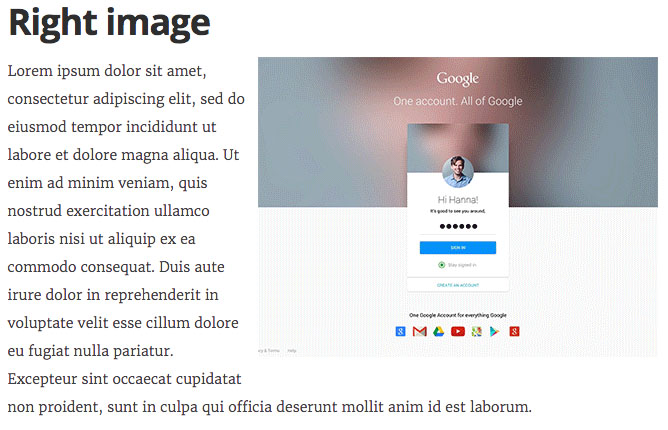 Right image
Lorem ipsum dolor sit amet,
consectetur adipiscing elit, sed do
eiusmod tempor incididunt ut
labore et dolore magna aliqua. Ut
enim ad minim veniam, quis
nostrud exercitation ullamco
laboris nisi ut aliquip ex ea
commodo consequat. Duis aute
irure dolor in reprehenderit in
voluptate velit esse cillum dolore
eu fugiat nulla pariatur.
Excepteur sint occaecat cupidatat
non proident, sunt in culpa qui officia deserunt mollit anim id est laborum.
Google
One account. All of Google
Hi Hanna!
It's good to see you around,
SIGN IN
Stay signed in
CREATE AN ACCOUNT
One Google Account for everything Google
& Terms
Help